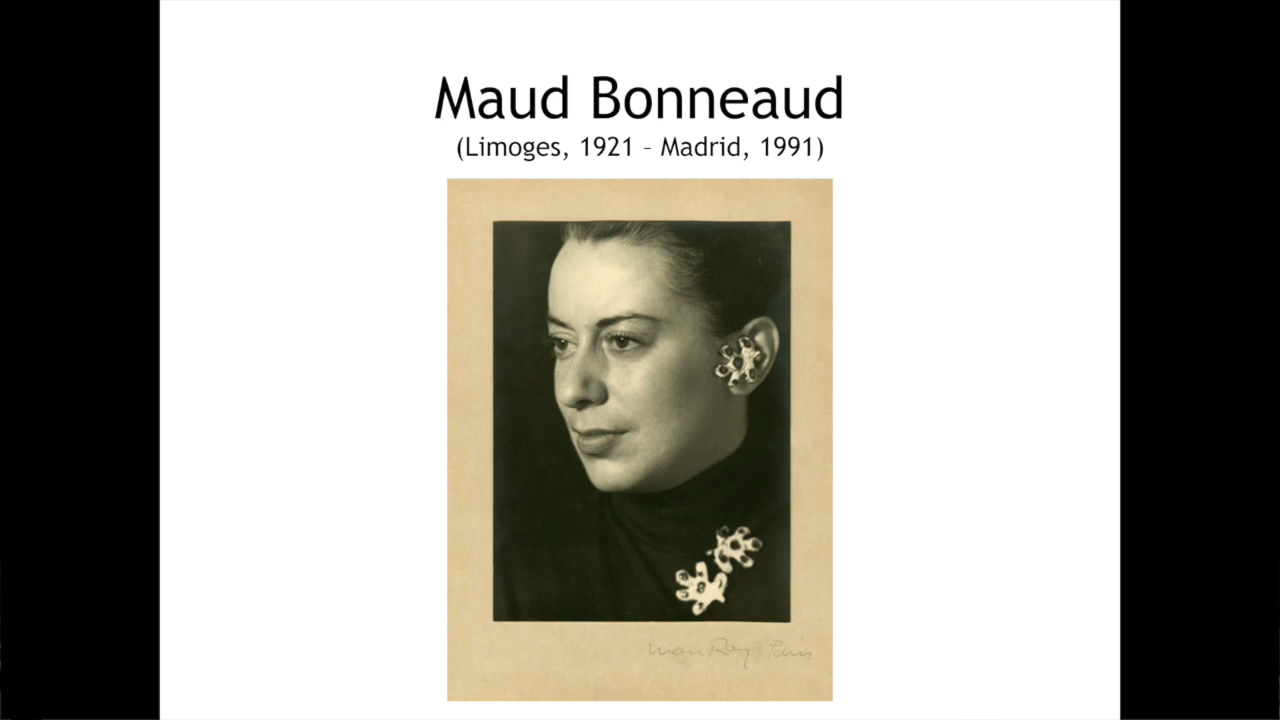 Maud Bonneaud
(Limoges, 1921 – Madrid, 1991)
Man Ray Paris